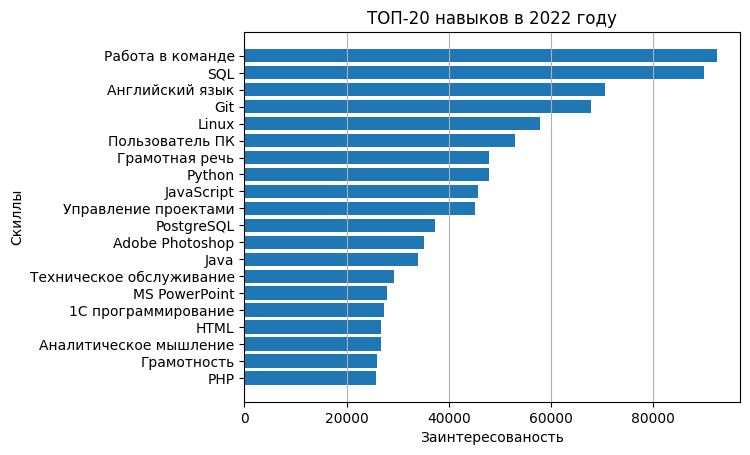 ТОП-20 навыков в 2022 году
Скиллы
Работа в команде
SQL
Английский язык
Git
Linux
Пользователь ПК
Грамотная речь
Python
JavaScript
Управление проектами
PostgreSQL
Adobe Photoshop
Java
Техническое обслуживание
MS PowerPoint
1С программирование
HTML
Аналитическое мышление
Грамотность
PHP
0 20000 40000 60000 80000
Заинтересованость